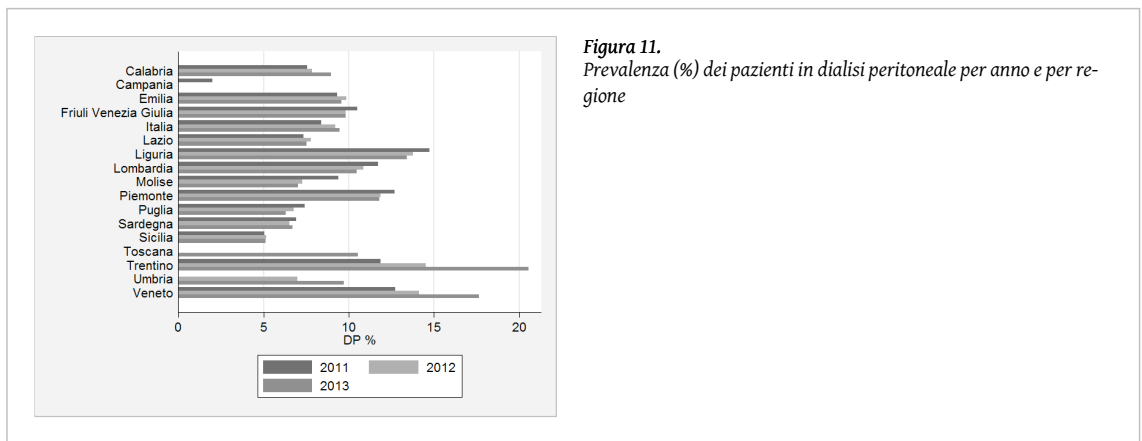 Figura 11.
Prevalenza (%) dei pazienti in dialisi peritoneale per anno e per re-
gione
Calabria
Campania
Emilia
Friuli Venezia Giulia
Italia
Lazio
Liguria
Lombardia
Molise
Piemonte
Puglia
Sardegna
Sicilia
Toscana
Trentino
Umbria
Veneto
0 5 10 15 20
DP %
2011 2012
2013